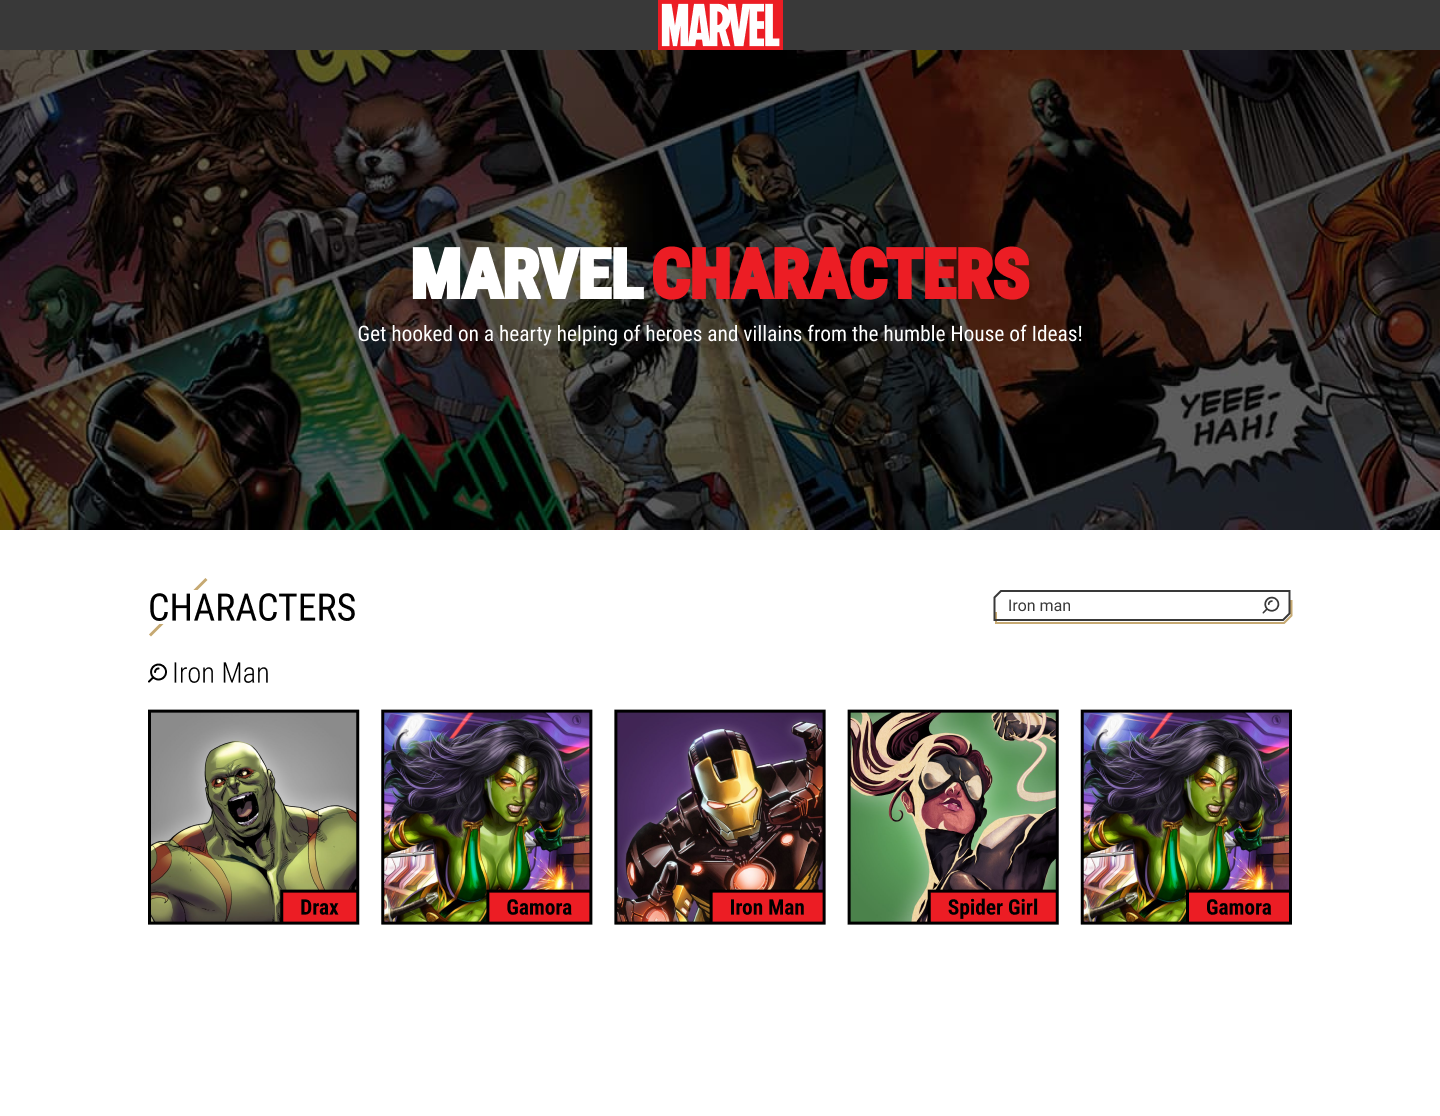 MARVEL
MARVEL CHARACTERS
Get hooked on a hearty helping of heroes and villains from the humble House of Ideas!
YEEE-
HAH!
CHARACTERS
Iron man
Iron Man
Drax
Gamora
Iron Man
Spider Girl
Gamora